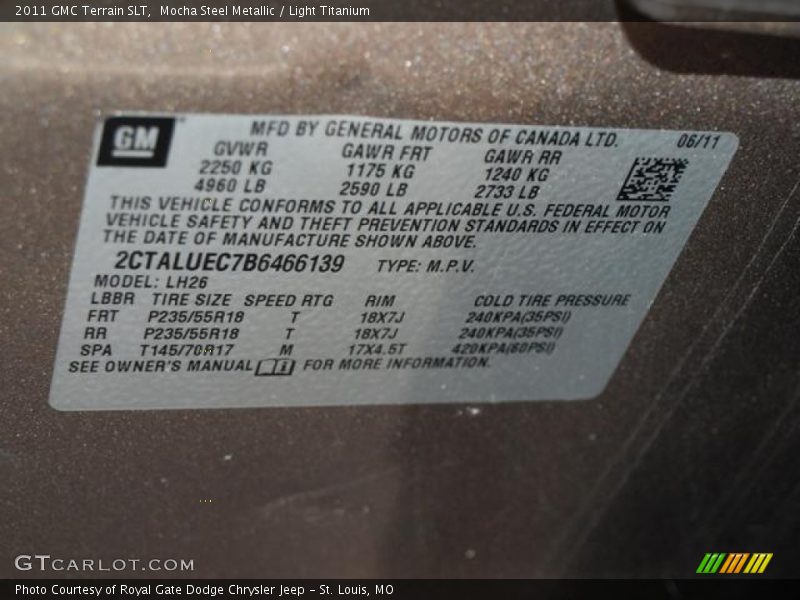 2011 GMC Terrain SLT, Mocha Steel Metallic / Light Titanium
GM
MFD BY GENERAL MOTORS OF CANADA LTD. 06/11
GVWR GAWR FRT GAWR RR
2250 KG 1175 KG 1240 KG
4960 LB 2590 LB 2733 LB
THIS VEHICLE CONFORMS TO ALL APPLICABLE U.S. FEDERAL MOTOR
VEHICLE SAFETY AND THEFT PREVENTION STANDARDS IN EFFECT ON
THE DATE OF MANUFACTURE SHOWN ABOVE.
2CTALUEC7B6466139 TYPE: M.P.V.
MODEL: LH26
LBBR TIRE SIZE SPEED RTG RIM COLD TIRE PRESSURE
FRT P235/55R18 T 18X7J 240KPA(35PSI)
RR P235/55R18 T 18X7J 240KPA(35PSI)
SPA T145/70R17 M 17X4.5T 420KPA(60PSI)
SEE OWNER'S MANUAL FOR MORE INFORMATION.
GTCARLOT.COM
Photo Courtesy of Royal Gate Dodge Chrysler Jeep - St. Louis, MO